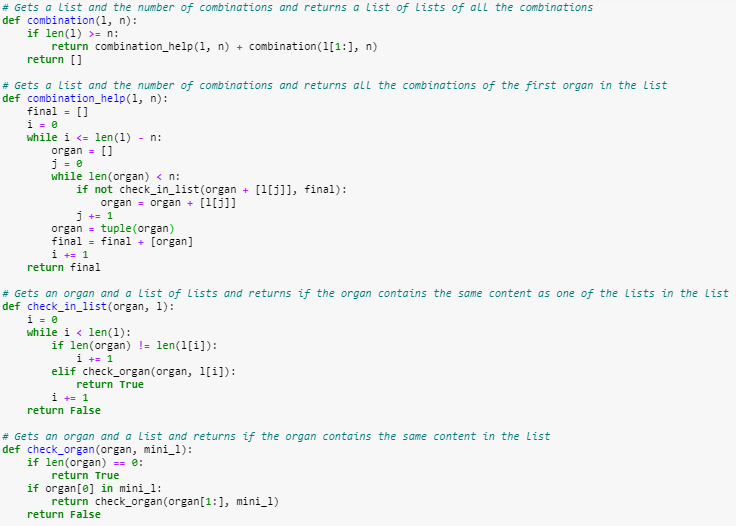 # Gets a list and the number of combinations and returns a list of lists of all the combinations
def combination(l, n):
    if len(l) >= n:
        return combination_help(l, n) + combination(l[1:], n)
    return []

# Gets a list and the number of combinations and returns all the combinations of the first organ in the list
def combination_help(l, n):
    final = []
    i = 0
    while i <= len(l) - n:
        organ = []
        j = 0
        while len(organ) < n:
            if not check_in_list(organ + [l[j]], final):
                organ = organ + [l[j]]
            j += 1
        organ = tuple(organ)
        final = final + [organ]
        i += 1
    return final

# Gets an organ and a list of lists and returns if the organ contains the same content as one of the lists in the list
def check_in_list(organ, l):
    i = 0
    while i < len(l):
        if len(organ) != len(l[i]):
            i += 1
        elif check_organ(organ, l[i]):
            return True
        i += 1
    return False

# Gets an organ and a list and returns if the organ contains the same content in the list
def check_organ(organ, mini_l):
    if len(organ) == 0:
        return True
    if organ[0] in mini_l:
        return check_organ(organ[1:], mini_l)
    return False